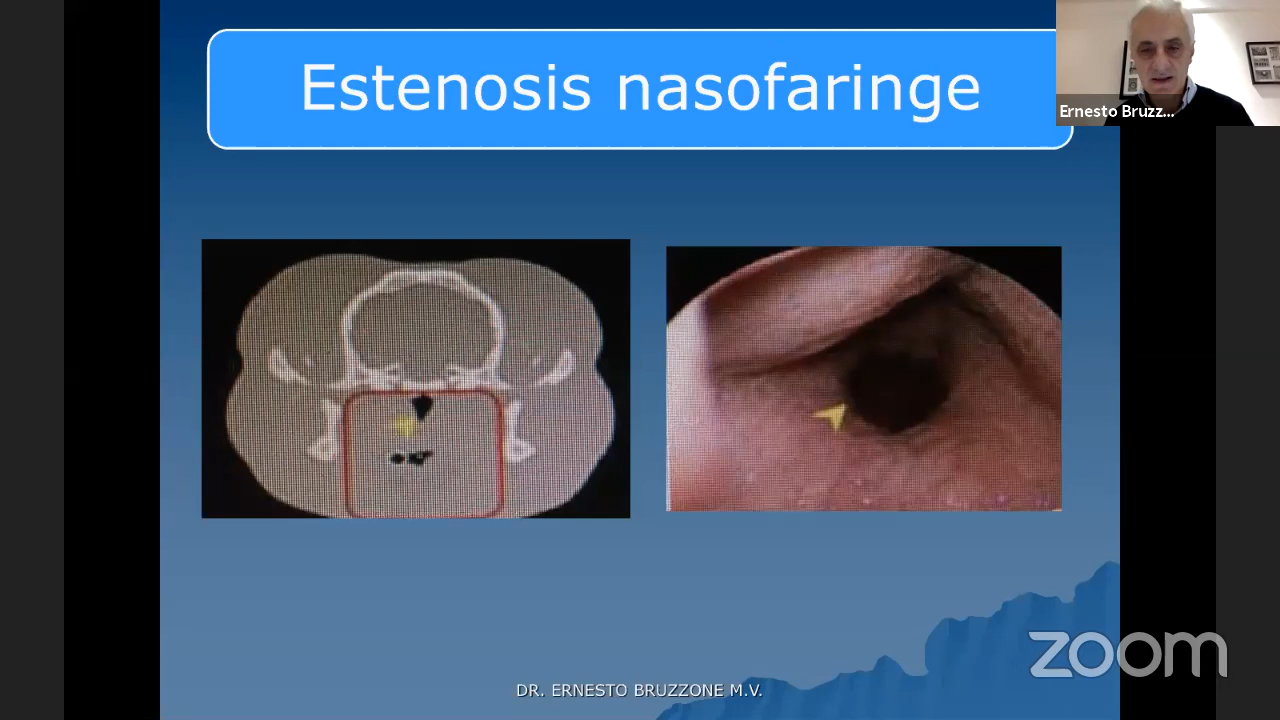 Estenosis nasofaringe
Ernesto Bruzz...
DR. ERNESTO BRUZZONE M.V.
zoom